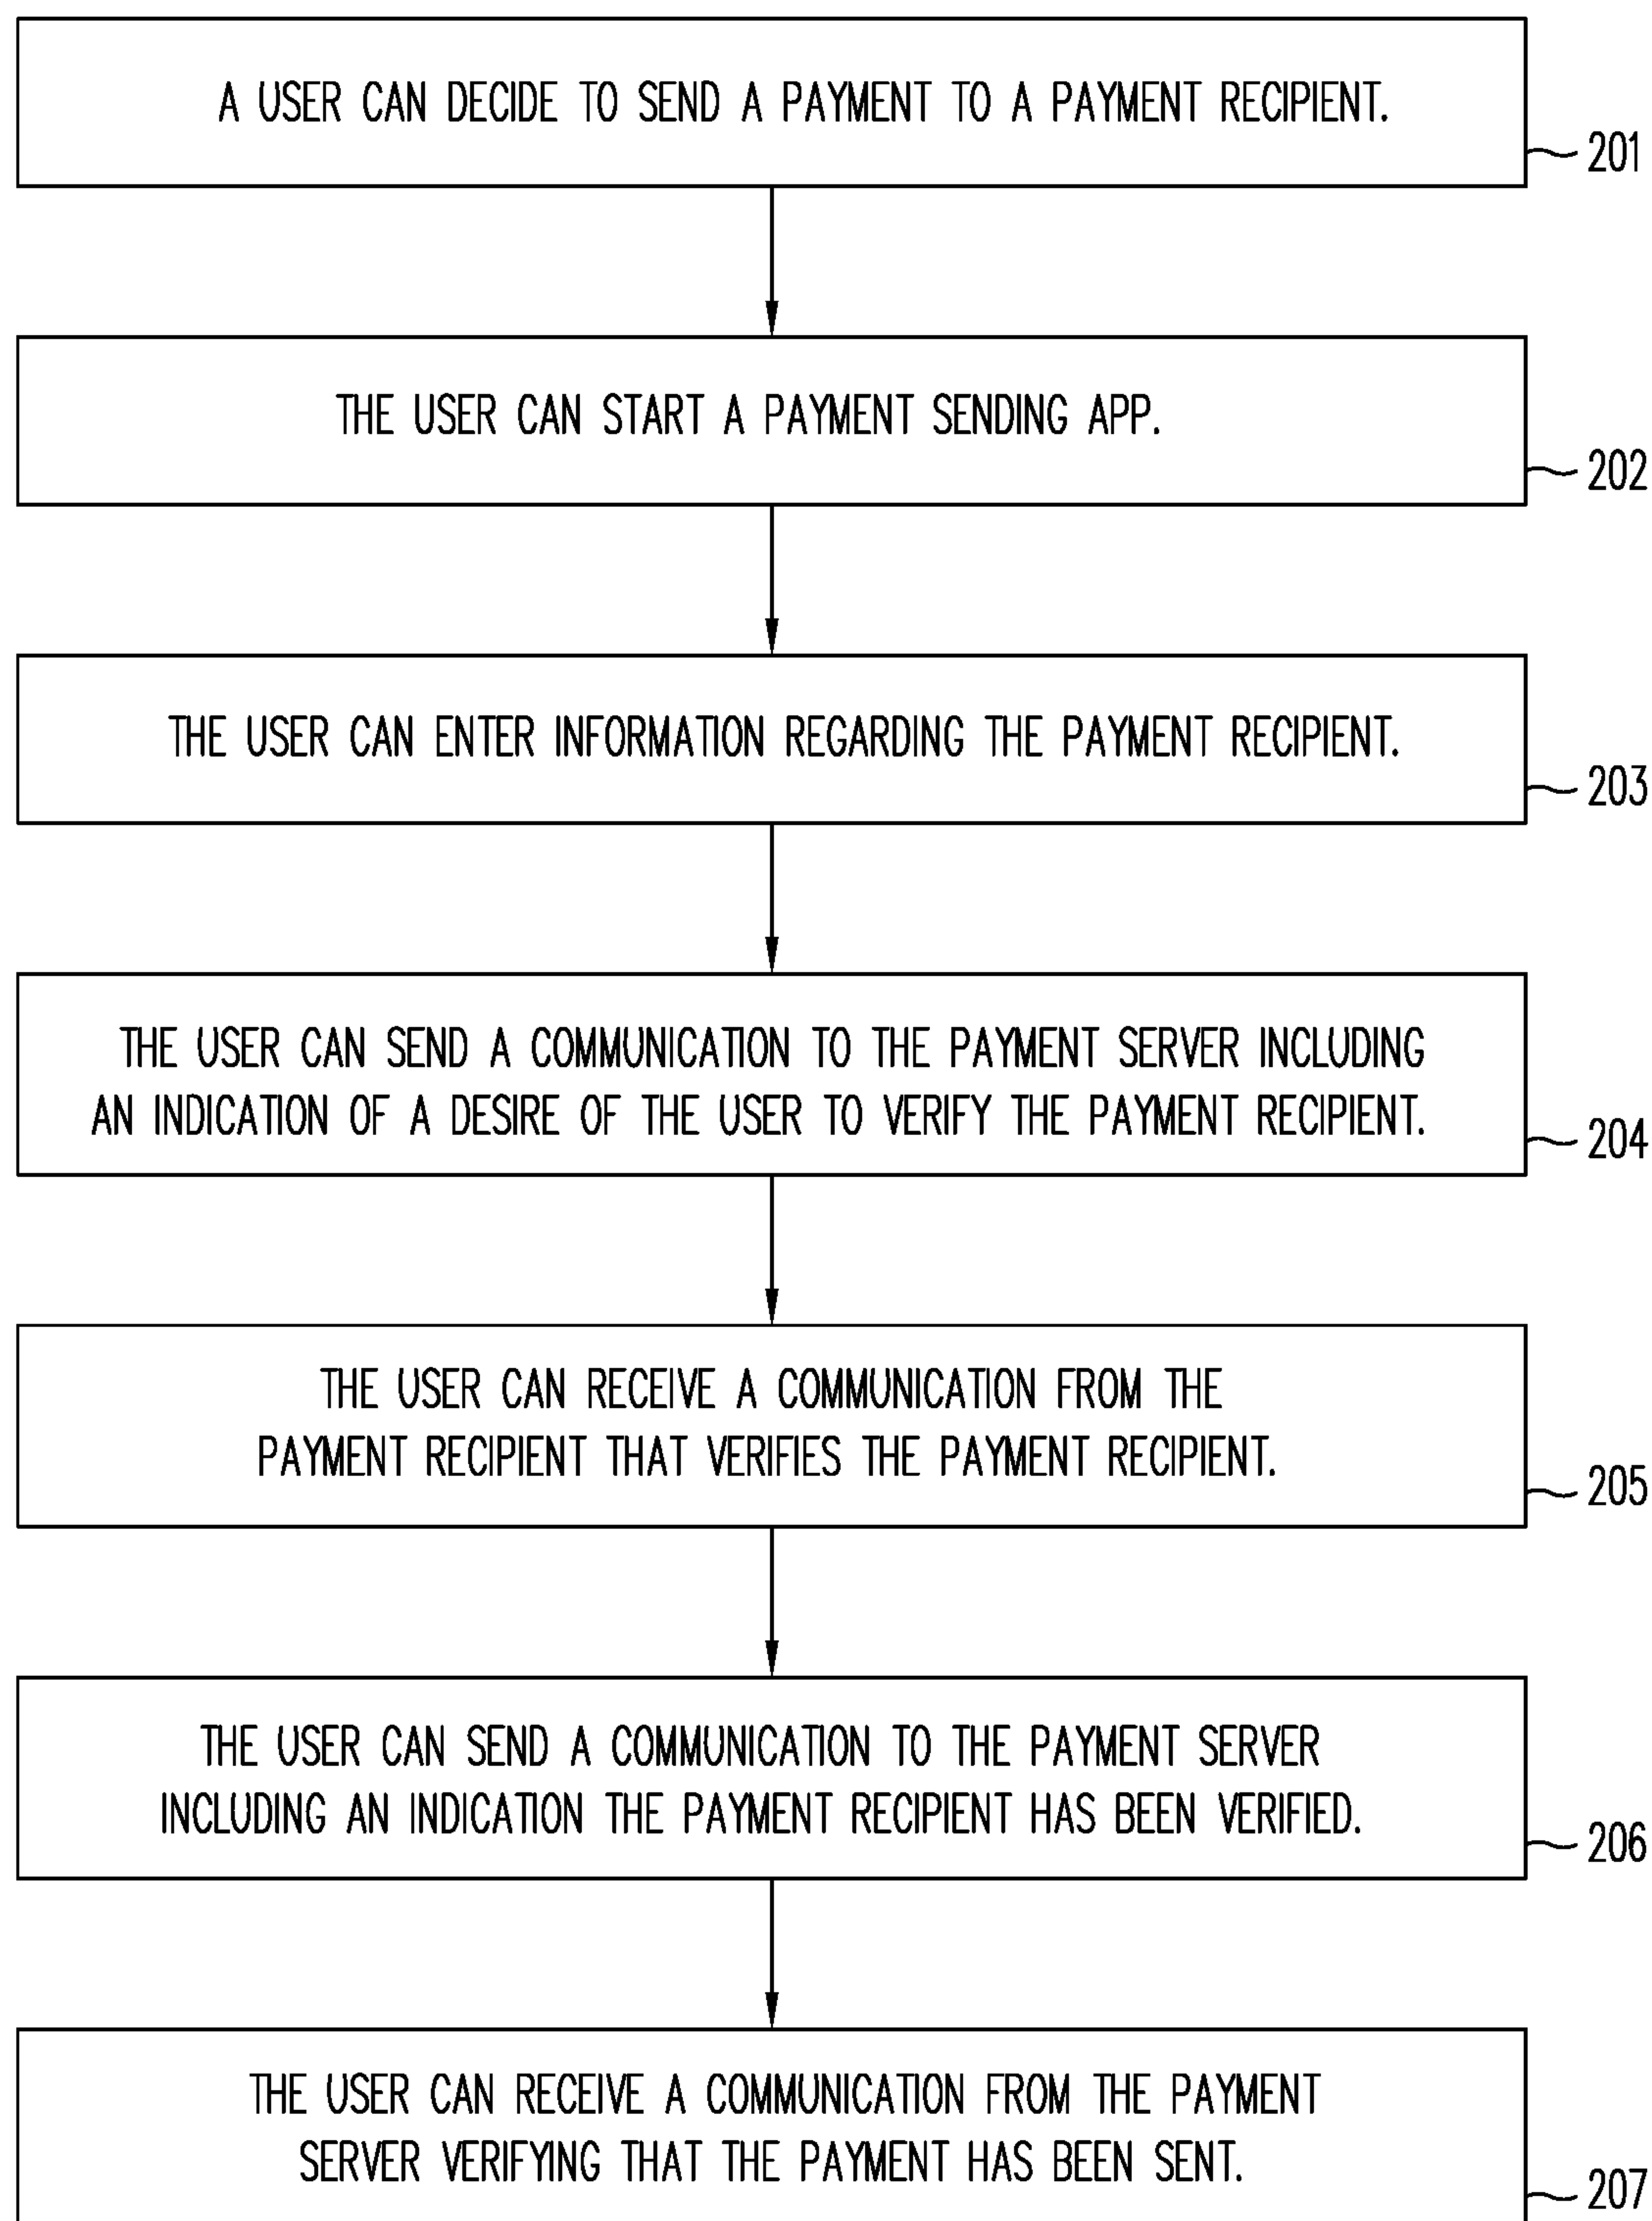 A USER CAN DECIDE TO SEND A PAYMENT TO A PAYMENT RECIPIENT.
201
THE USER CAN START A PAYMENT SENDING APP.
202
THE USER CAN ENTER INFORMATION REGARDING THE PAYMENT RECIPIENT.
203
THE USER CAN SEND A COMMUNICATION TO THE PAYMENT SERVER INCLUDING
AN INDICATION OF A DESIRE OF THE USER TO VERIFY THE PAYMENT RECIPIENT.
204
THE USER CAN RECEIVE A COMMUNICATION FROM THE
PAYMENT RECIPIENT THAT VERIFIES THE PAYMENT RECIPIENT.
205
THE USER CAN SEND A COMMUNICATION TO THE PAYMENT SERVER
INCLUDING AN INDICATION THE PAYMENT RECIPIENT HAS BEEN VERIFIED.
206
THE USER CAN RECEIVE A COMMUNICATION FROM THE PAYMENT
SERVER VERIFYING THAT THE PAYMENT HAS BEEN SENT.
207